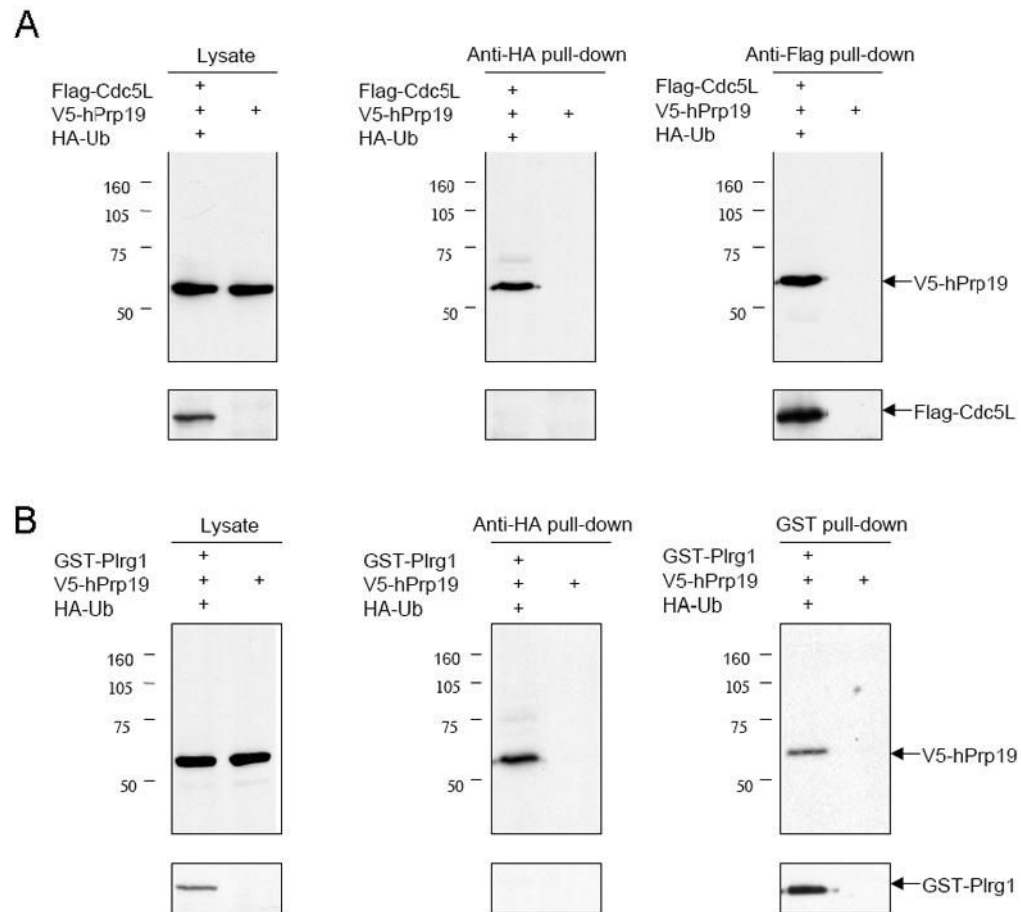 A
Lysate
Anti-HA pull-down
Anti-Flag pull-down
Flag-Cdc5L +
V5-hPrp19 + +
HA-Ub +
Flag-Cdc5L +
V5-hPrp19 + +
HA-Ub +
Flag-Cdc5L +
V5-hPrp19 + +
HA-Ub +
160
105
75
50
160
105
75
50
160
105
75
50
V5-hPrp19
Flag-Cdc5L
B
Lysate
Anti-HA pull-down
GST pull-down
GST-Plrg1 +
V5-hPrp19 + +
HA-Ub +
GST-Plrg1 +
V5-hPrp19 + +
HA-Ub +
GST-Plrg1 +
V5-hPrp19 + +
HA-Ub +
160
105
75
50
160
105
75
50
160
105
75
50
V5-hPrp19
GST-Plrg1